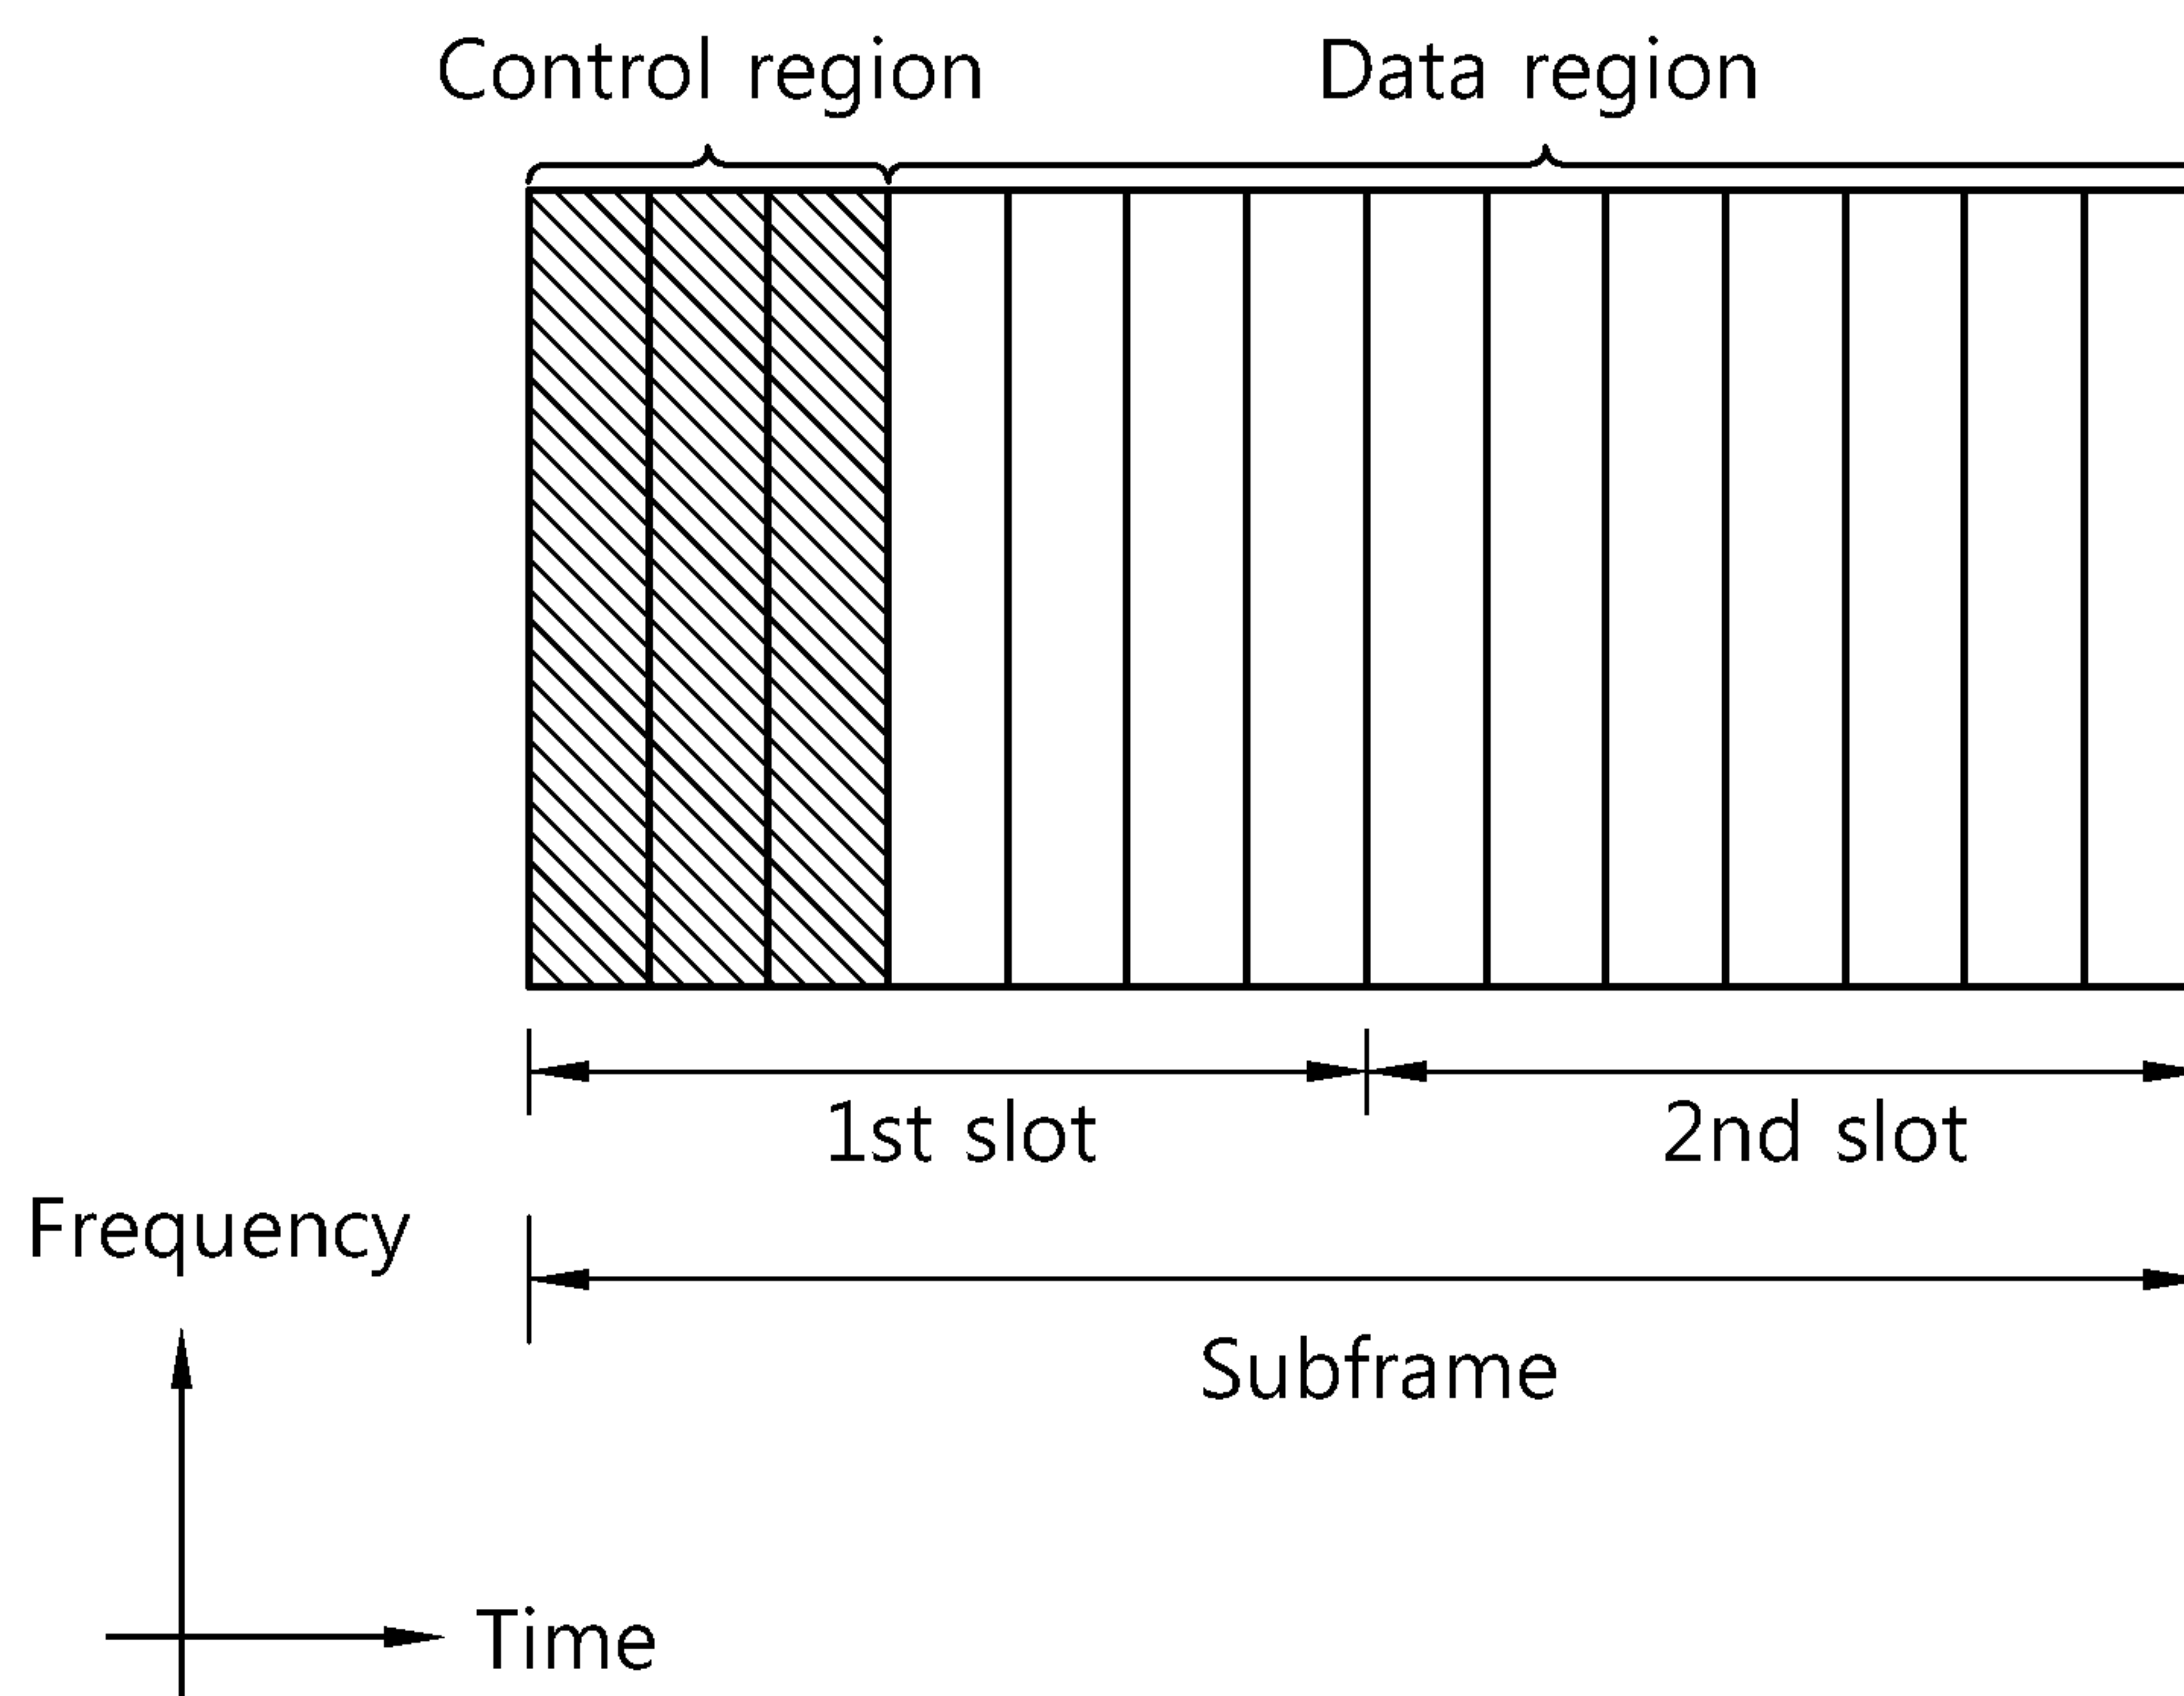 Control region
Data region
1st slot
2nd slot
Frequency
Subframe
Time